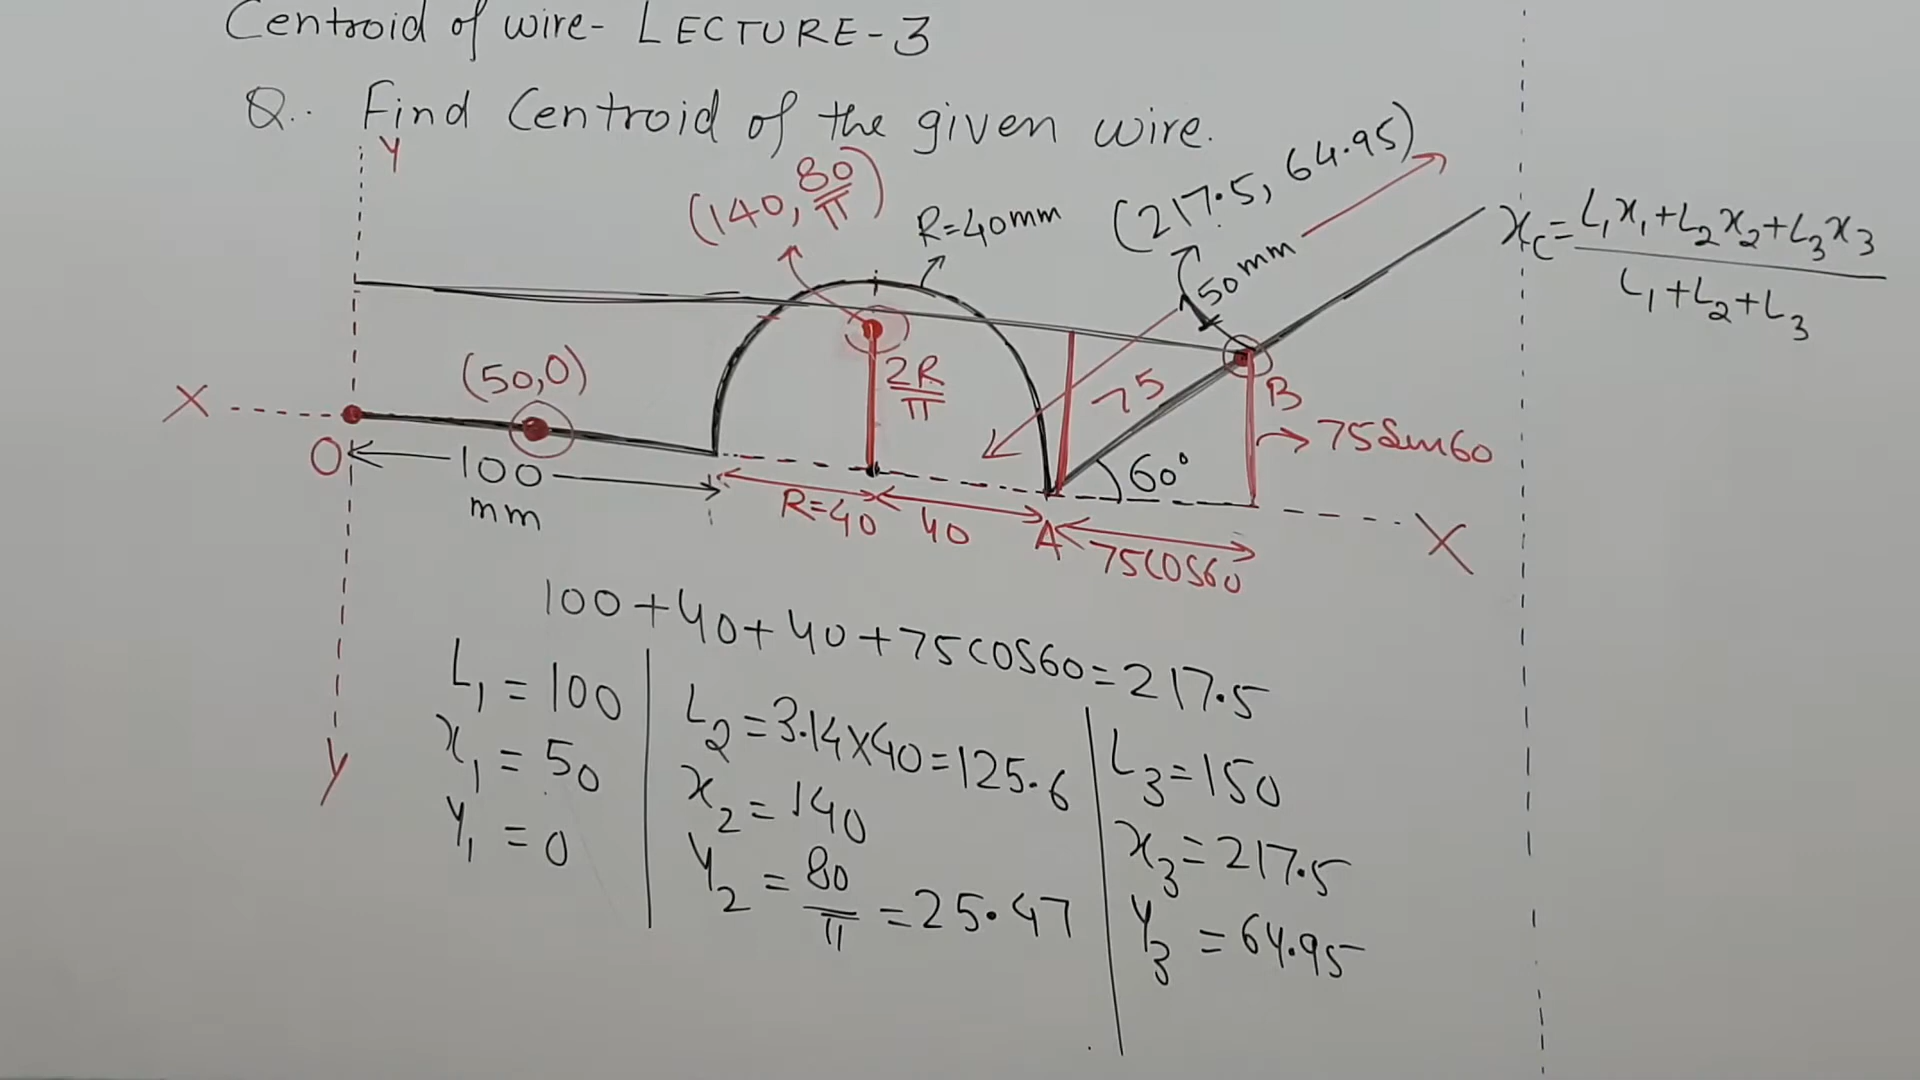 Centroid of wire- LECTURE-3
Q.. Find Centroid of the given wire.
Y
(140, 80/π)
R=40mm
(217.5, 64.95)
50mm
x_c = (L₁x₁+L₂x₂+L₃x₃)/(L₁+L₂+L₃)
(50,0)
2R/π
75
B
X
O
100
mm
60°
75Sin60
R=40
40
A
75COS60
X
100+40+40+75COS60=217.5
y
L₁ = 100
x₁ = 50
Y₁ = 0
L₂=3.14X40=125.6
x₂ = 140
Y₂ = 80/π = 25.47
L₃=150
x₃=217.5
Y₃ = 64.95